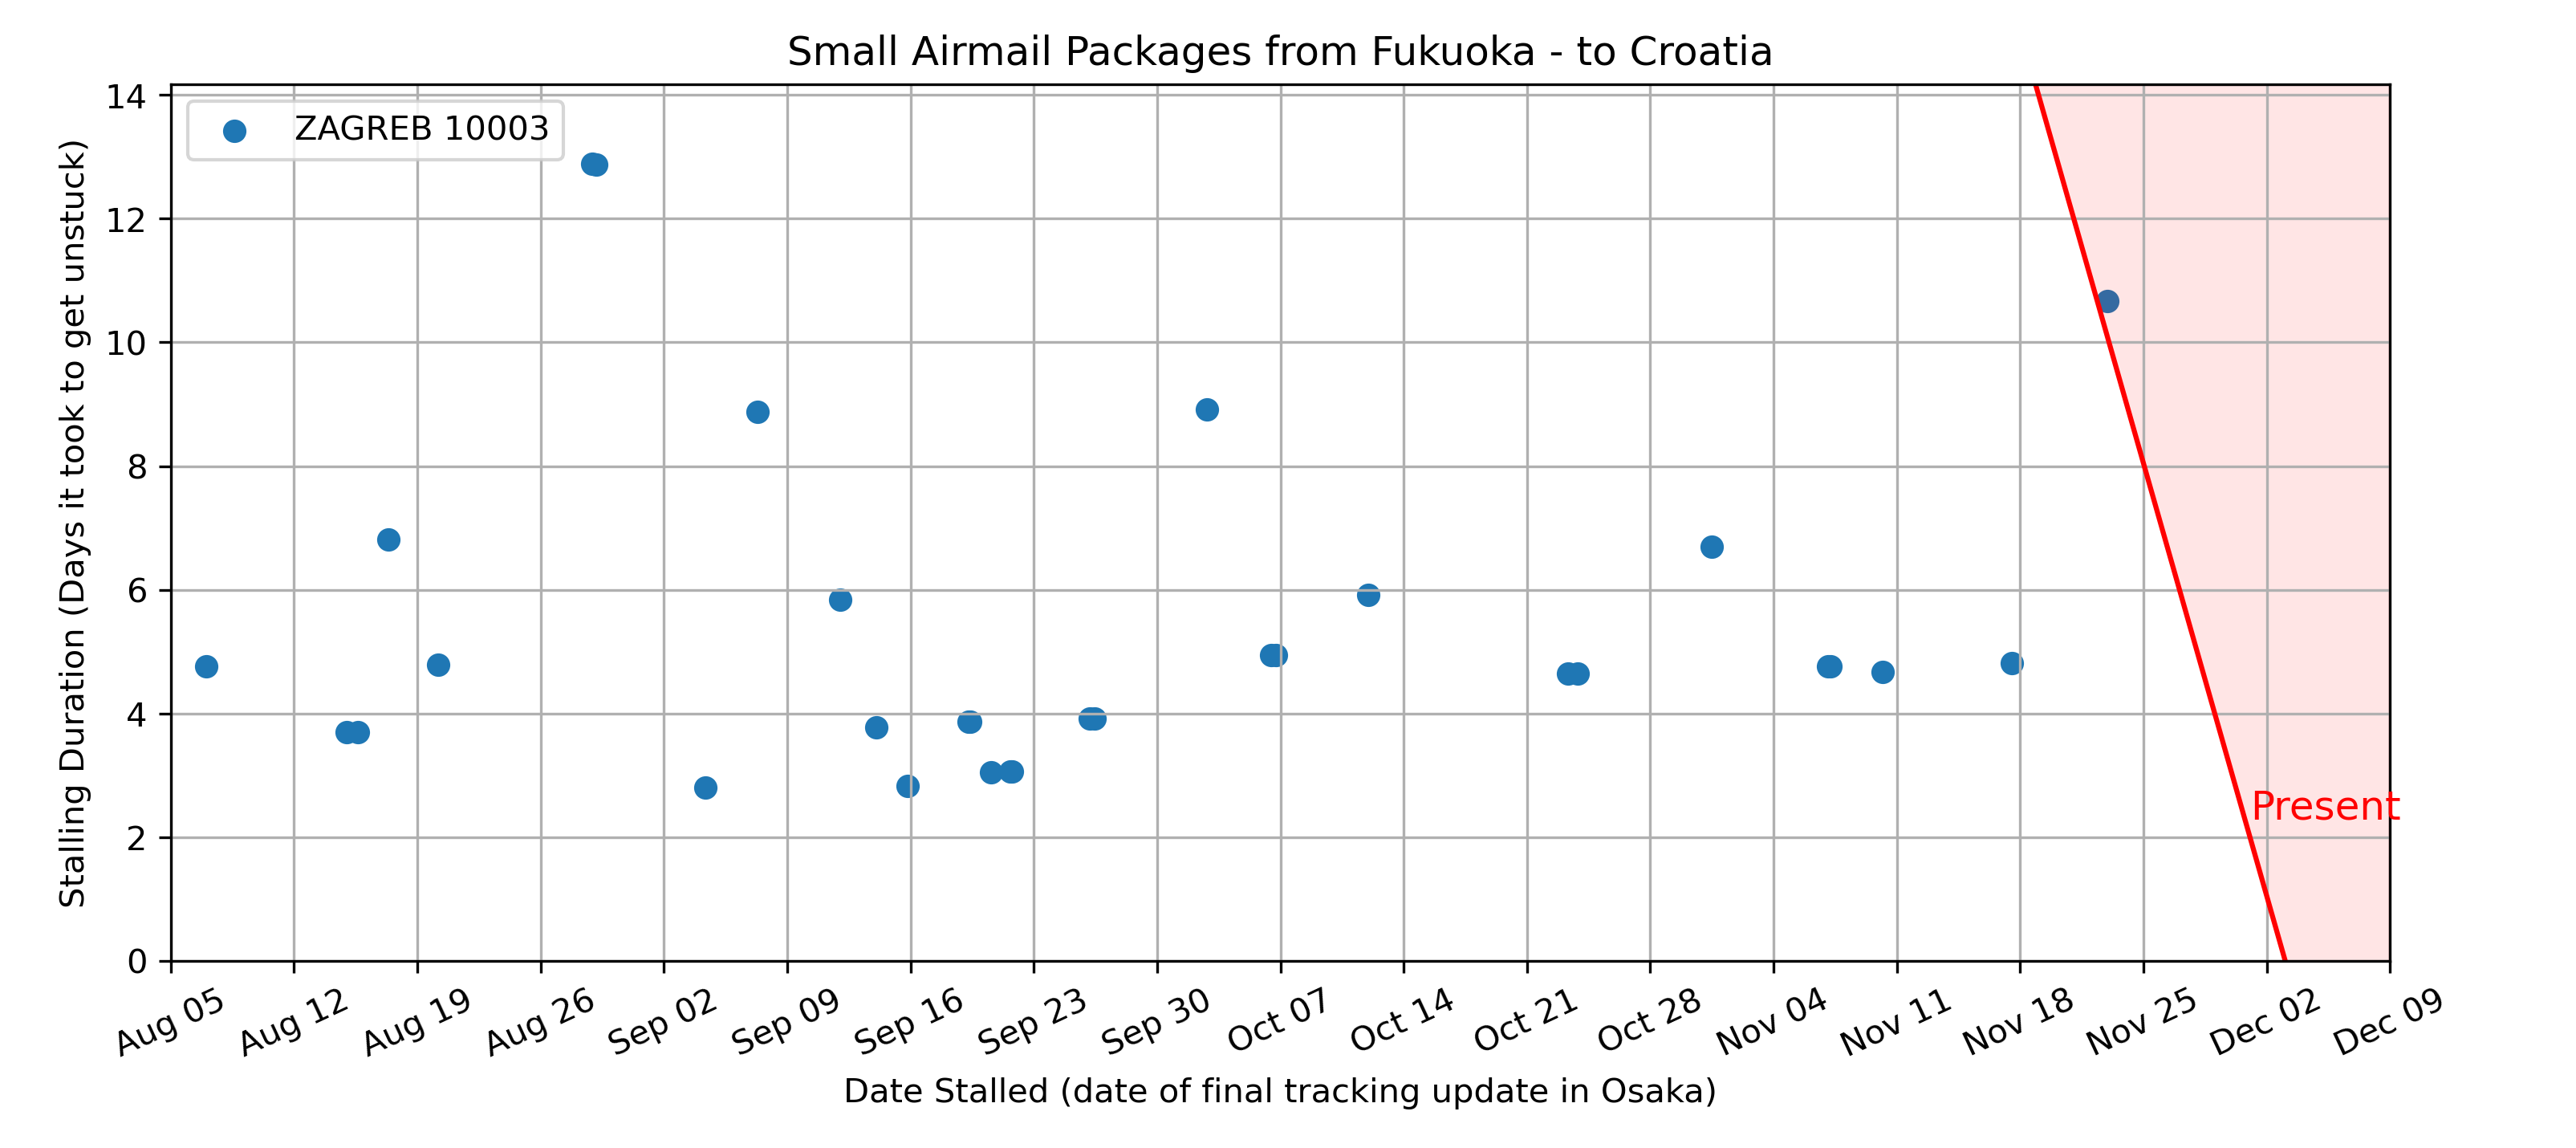 Small Airmail Packages from Fukuoka - to Croatia
ZAGREB 10003
Stalling Duration (Days it took to get unstuck)
14
12
10
8
6
4
2
0
Present
Aug 05
Aug 12
Aug 19
Aug 26
Sep 02
Sep 09
Sep 16
Sep 23
Sep 30
Oct 07
Oct 14
Oct 21
Oct 28
Nov 04
Nov 11
Nov 18
Nov 25
Dec 02
Dec 09
Date Stalled (date of final tracking update in Osaka)